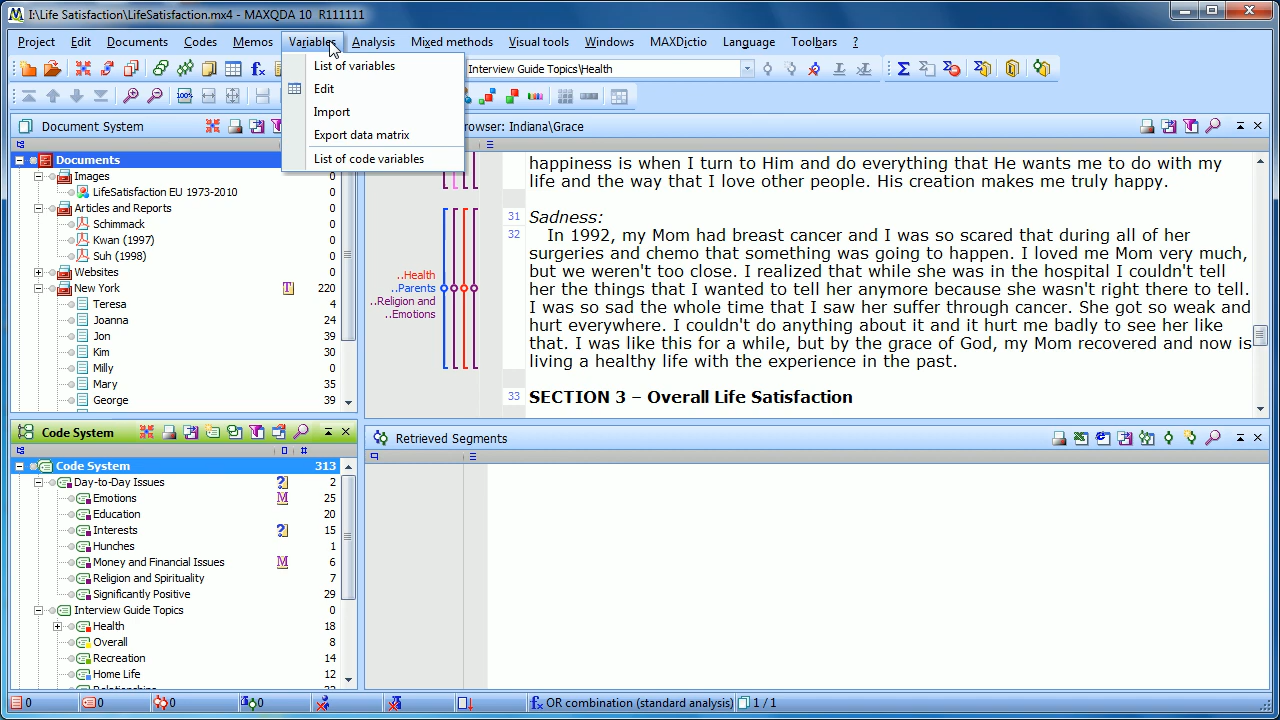 I:\Life Satisfaction\LifeSatisfaction.mx4 - MAXQDA 10 R111111
Project Edit Documents Codes Memos Variables Analysis Mixed methods Visual tools Windows MAXDictio Language Toolbars ?
List of variables
Edit
Import
Export data matrix
List of code variables
Interview Guide Topics\Health
Document System
Documents
Images 0
LifeSatisfaction EU 1973-2010 0
Articles and Reports 0
Schimmack 0
Kwan (1997) 0
Suh (1998) 0
Websites 0
New York T 220
Teresa 4
Joanna 24
Jon 39
Kim 30
Milly 0
Mary 35
George 39
rowser: Indiana\Grace
happiness is when I turn to Him and do everything that He wants me to do with my
life and the way that I love other people. His creation makes me truly happy.
31 Sadness:
32 In 1992, my Mom had breast cancer and I was so scared that during all of her
surgeries and chemo that something was going to happen. I loved me Mom very much,
but we weren't too close. I realized that while she was in the hospital I couldn't tell
her the things that I wanted to tell her anymore because she wasn't right there to tell.
I was so sad the whole time that I saw her suffer through cancer. She got so weak and
hurt everywhere. I couldn't do anything about it and it hurt me badly to see her like
that. I was like this for a while, but by the grace of God, my Mom recovered and now is
living a healthy life with the experience in the past.
33 SECTION 3 – Overall Life Satisfaction
..Health
..Parents
..Religion and
..Emotions
Code System
Code System 313
Day-to-Day Issues ? 2
Emotions M 25
Education 20
Interests ? 15
Hunches 1
Money and Financial Issues M 6
Religion and Spirituality 7
Significantly Positive 29
Interview Guide Topics 0
Health 18
Overall 8
Recreation 14
Home Life 12
Retrieved Segments
0 0 0 0 OR combination (standard analysis) 1 / 1